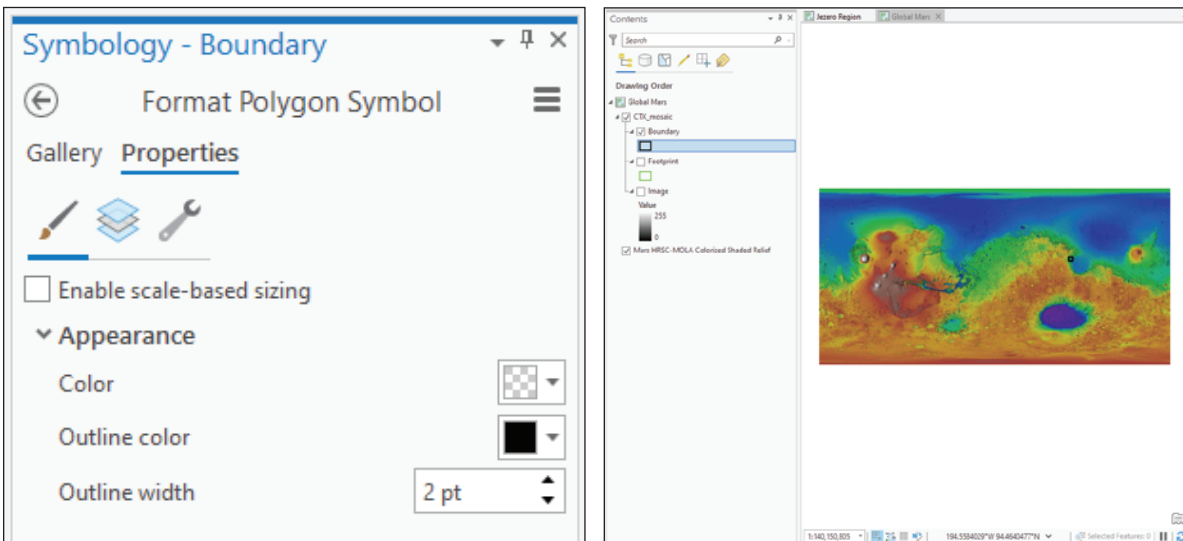 Symbology - Boundary
Format Polygon Symbol
Gallery Properties
Enable scale-based sizing
Appearance
Color
Outline color
Outline width 2 pt
Contents
Search
Drawing Order
Global Mars
CTX_mosaic
Boundary
Footprint
Image
Value
255
0
Mars HRSC-MOLA Colorized Shaded Relief
Jezero Region Global Mars
1:140,150,805 194.5584029°W 94.4640477°N Selected Features: 0